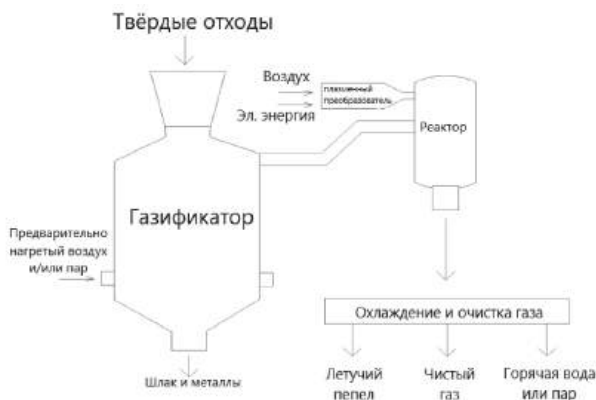 Твёрдые отходы
Воздух
Эл. энергия
плазменный
преобразователь
Реактор
Газификатор
Предварительно
нагретый воздух
и/или пар
Шлак и металлы
Охлаждение и очистка газа
Летучий
пепел
Чистый
газ
Горячая вода
или пар